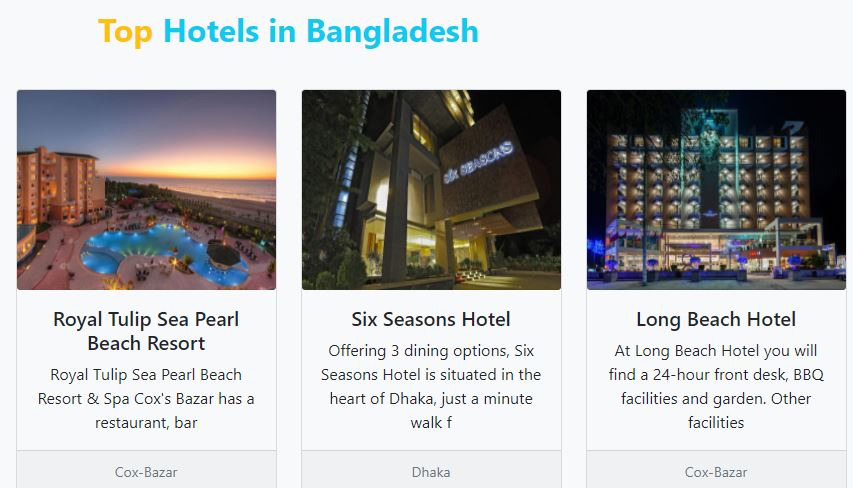 Top Hotels in Bangladesh
SIX SEASONS
Royal Tulip Sea Pearl
Beach Resort
Royal Tulip Sea Pearl Beach
Resort & Spa Cox's Bazar has a
restaurant, bar
Cox-Bazar
Six Seasons Hotel
Offering 3 dining options, Six
Seasons Hotel is situated in the
heart of Dhaka, just a minute
walk f
Dhaka
Long Beach Hotel
At Long Beach Hotel you will
find a 24-hour front desk, BBQ
facilities and garden. Other
facilities
Cox-Bazar